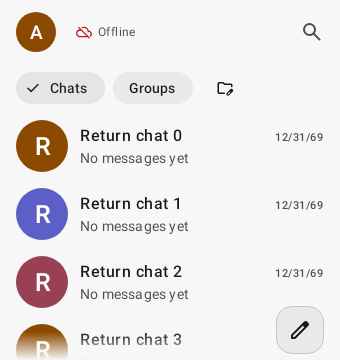 A
Offline
Chats
Groups
R
Return chat 0
12/31/69
No messages yet
R
Return chat 1
12/31/69
No messages yet
R
Return chat 2
12/31/69
No messages yet
R
Return chat 3